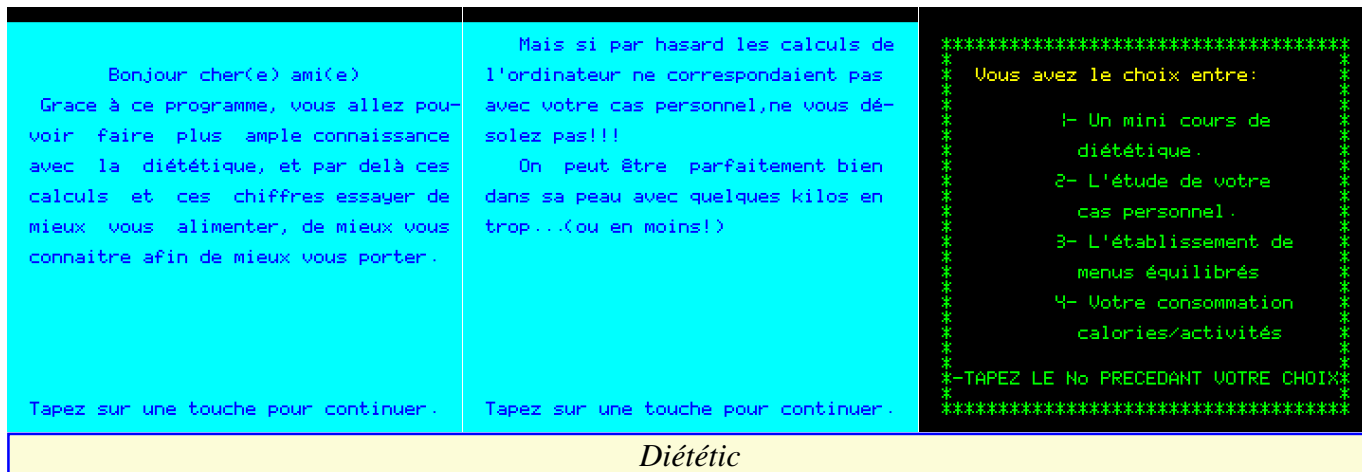 Bonjour cher(e) ami(e)
Grace à ce programme, vous allez pou-
voir faire plus ample connaissance
avec la diététique, et par delà ces
calculs et ces chiffres essayer de
mieux vous alimenter, de mieux vous
connaitre afin de mieux vous porter.
Tapez sur une touche pour continuer.
Mais si par hasard les calculs de
l'ordinateur ne correspondaient pas
avec votre cas personnel,ne vous dé-
solez pas!!!
On peut être parfaitement bien
dans sa peau avec quelques kilos en
trop...(ou en moins!)
Tapez sur une touche pour continuer.
************************************
Vous avez le choix entre:
1- Un mini cours de
diététique.
2- L'étude de votre
cas personnel.
3- L'établissement de
menus équilibrés
4- Votre consommation
calories/activités
*-TAPEZ LE No PRECEDANT VOTRE CHOIX*
************************************
Diététic